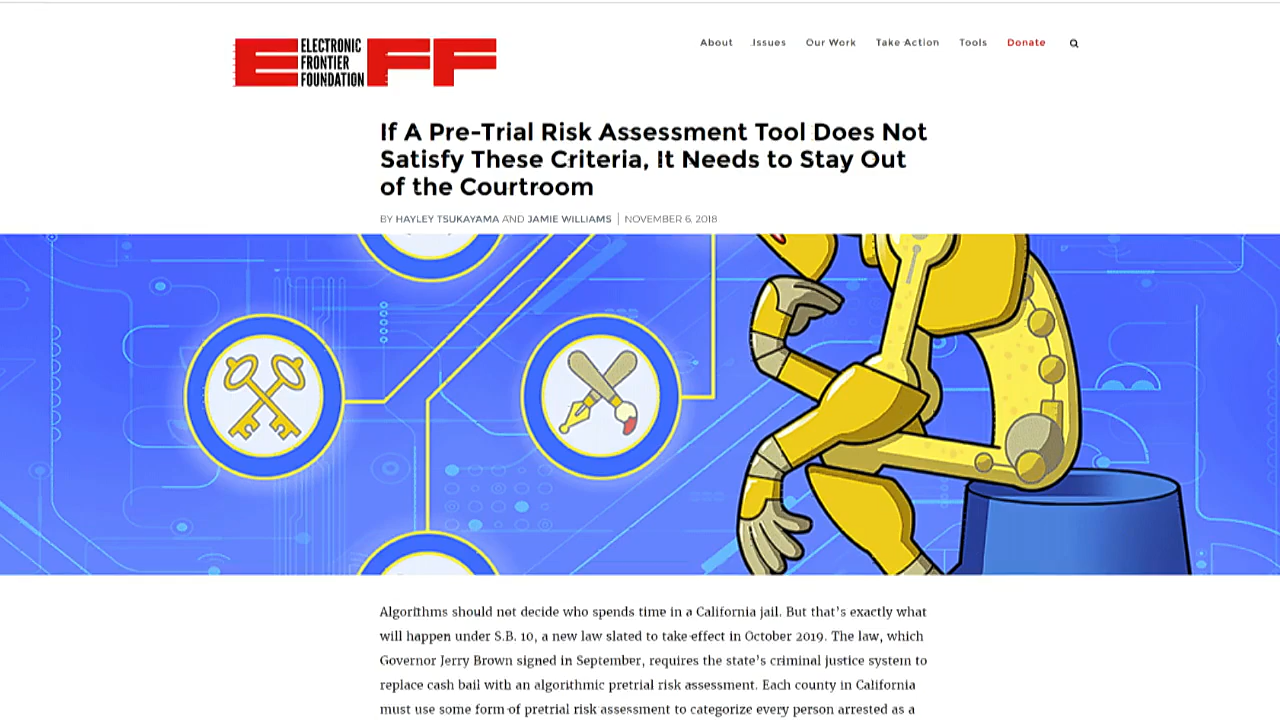 ELECTRONIC
FRONTIER
FOUNDATION
EFF
About Issues Our Work Take Action Tools Donate
If A Pre-Trial Risk Assessment Tool Does Not
Satisfy These Criteria, It Needs to Stay Out
of the Courtroom
BY HAYLEY TSUKAYAMA AND JAMIE WILLIAMS | NOVEMBER 6, 2018
Algorithms should not decide who spends time in a California jail. But that's exactly what
will happen under S.B. 10, a new law slated to take effect in October 2019. The law, which
Governor Jerry Brown signed in September, requires the state's criminal justice system to
replace cash bail with an algorithmic pretrial risk assessment. Each county in California
must use some form of pretrial risk assessment to categorize every person arrested as a